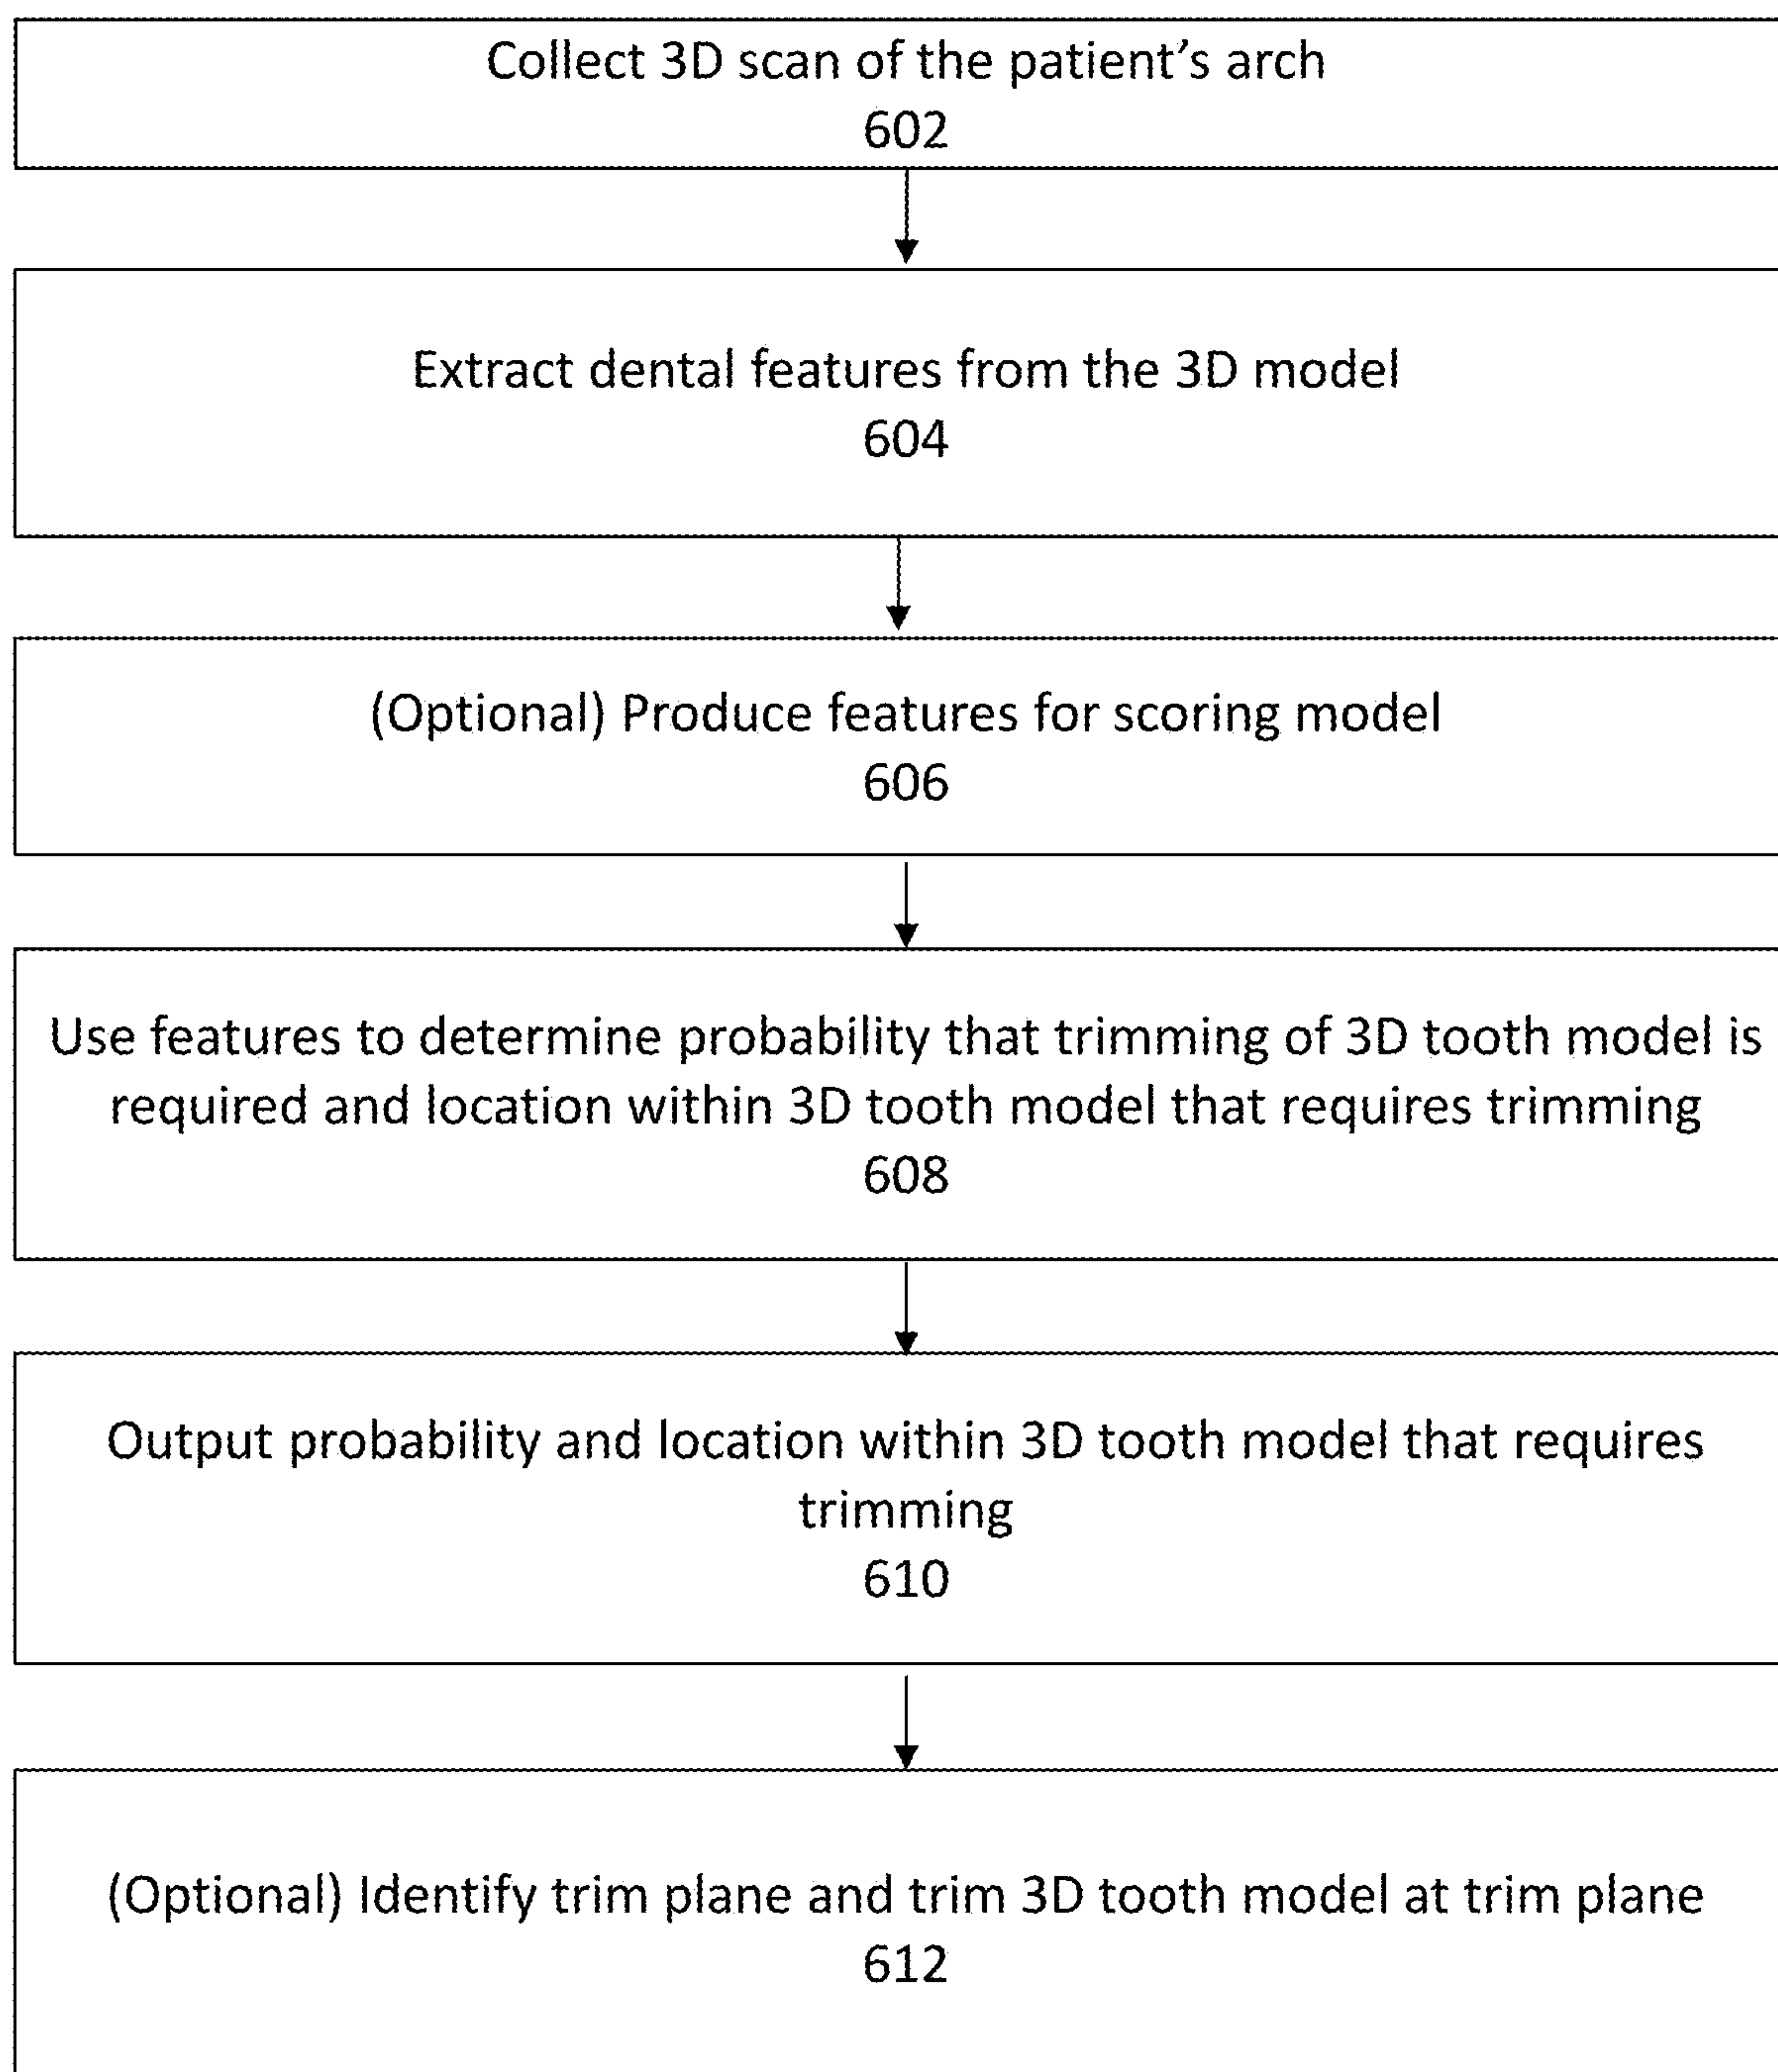 Collect 3D scan of the patient's arch
602
Extract dental features from the 3D model
604
(Optional) Produce features for scoring model
606
Use features to determine probability that trimming of 3D tooth model is
required and location within 3D tooth model that requires trimming
608
Output probability and location within 3D tooth model that requires
trimming
610
(Optional) Identify trim plane and trim 3D tooth model at trim plane
612